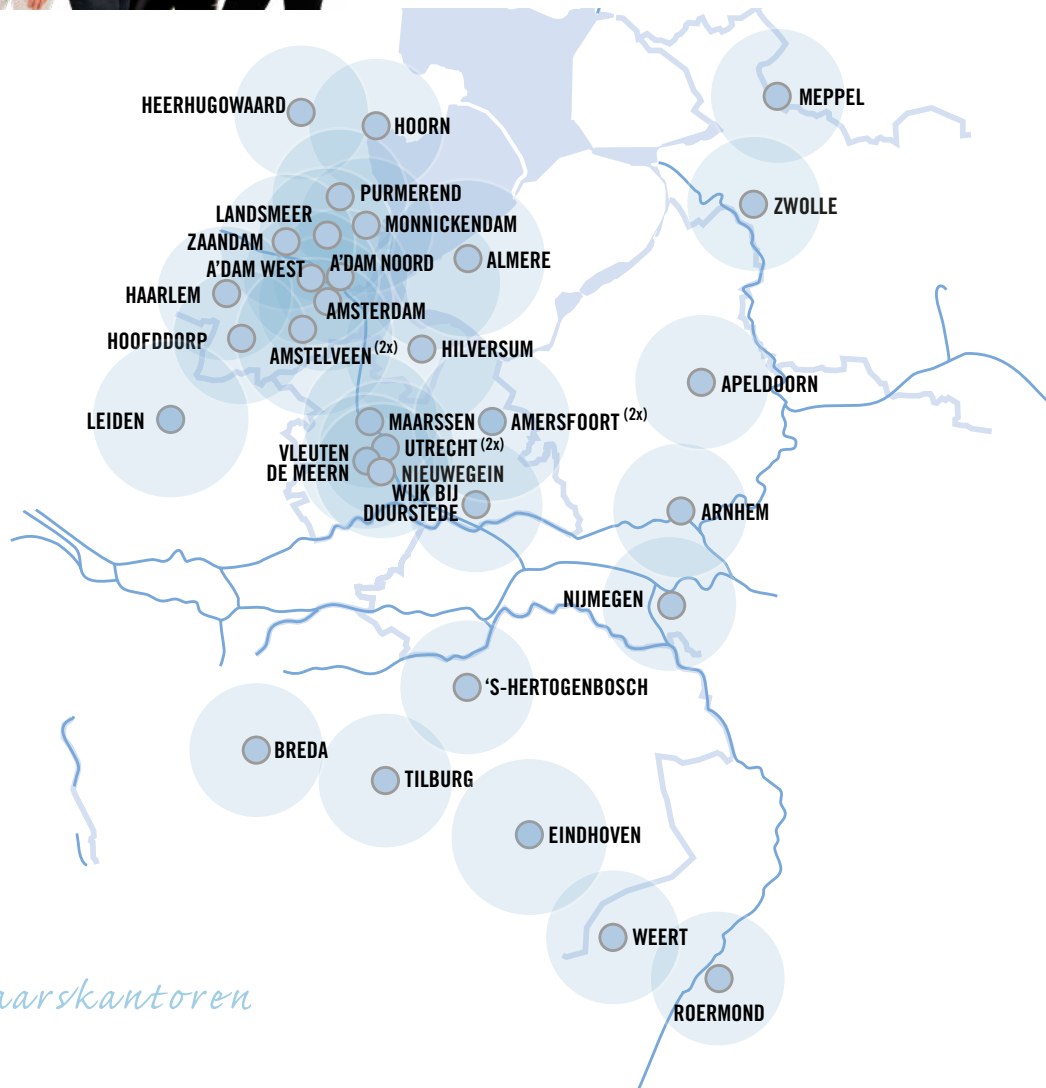 HEERHUGOWAARD
HOORN
MEPPEL
PURMEREND
ZWOLLE
LANDSMEER
MONNICKENDAM
ZAANDAM
A'DAM WEST
A'DAM NOORD
ALMERE
HAARLEM
AMSTERDAM
HOOFDDORP
AMSTELVEEN (2x)
HILVERSUM
APELDOORN
LEIDEN
MAARSSEN
AMERSFOORT (2x)
UTRECHT (2x)
VLEUTEN
DE MEERN
NIEUWEGEIN
WIJK BIJ
DUURSTEDE
ARNHEM
NIJMEGEN
‘S-HERTOGENBOSCH
BREDA
TILBURG
EINDHOVEN
WEERT
ROERMOND
aarskantoren